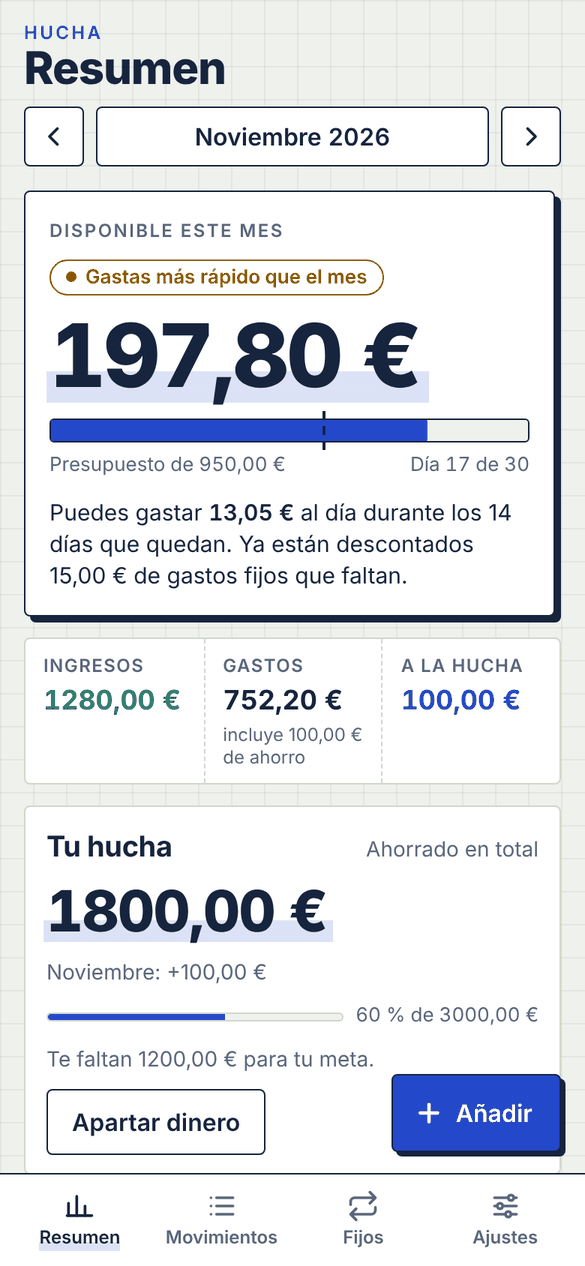 HUCHA
Resumen
Noviembre 2026
DISPONIBLE ESTE MES
Gastas más rápido que el mes
197,80 €
Presupuesto de 950,00 €
Día 17 de 30
Puedes gastar 13,05 € al día durante los 14
días que quedan. Ya están descontados
15,00 € de gastos fijos que faltan.
INGRESOS
1280,00 €
GASTOS
752,20 €
incluye 100,00 €
de ahorro
A LA HUCHA
100,00 €
Tu hucha
Ahorrado en total
1800,00 €
Noviembre: +100,00 €
60 % de 3000,00 €
Te faltan 1200,00 € para tu meta.
Apartar dinero
Añadir
Resumen
Movimientos
Fijos
Ajustes